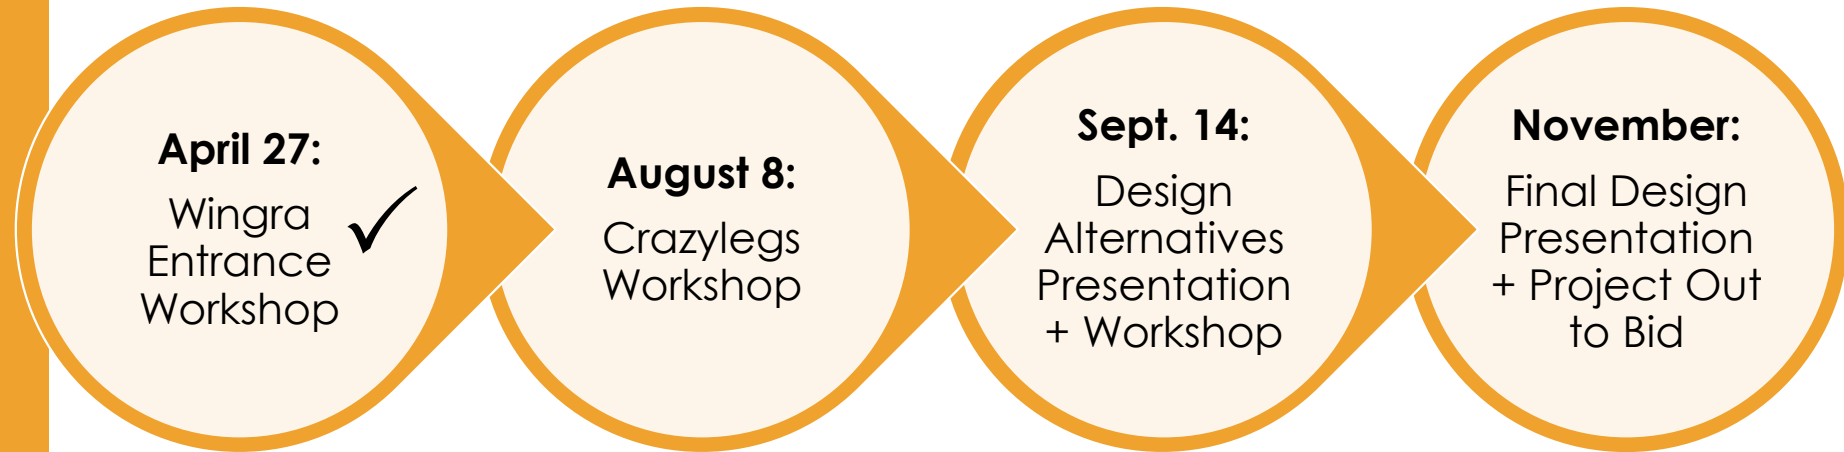 April 27:
Wingra
Entrance
Workshop
August 8:
Crazylegs
Workshop
Sept. 14:
Design
Alternatives
Presentation
+ Workshop
November:
Final Design
Presentation
+ Project Out
to Bid